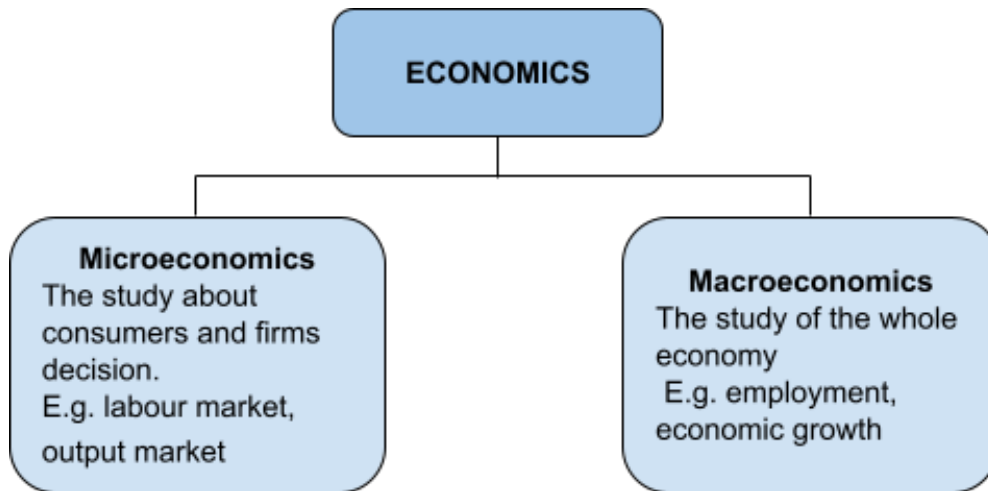 ECONOMICS
Microeconomics
The study about
consumers and firms
decision.
E.g. labour market,
output market
Macroeconomics
The study of the whole
economy
E.g. employment,
economic growth